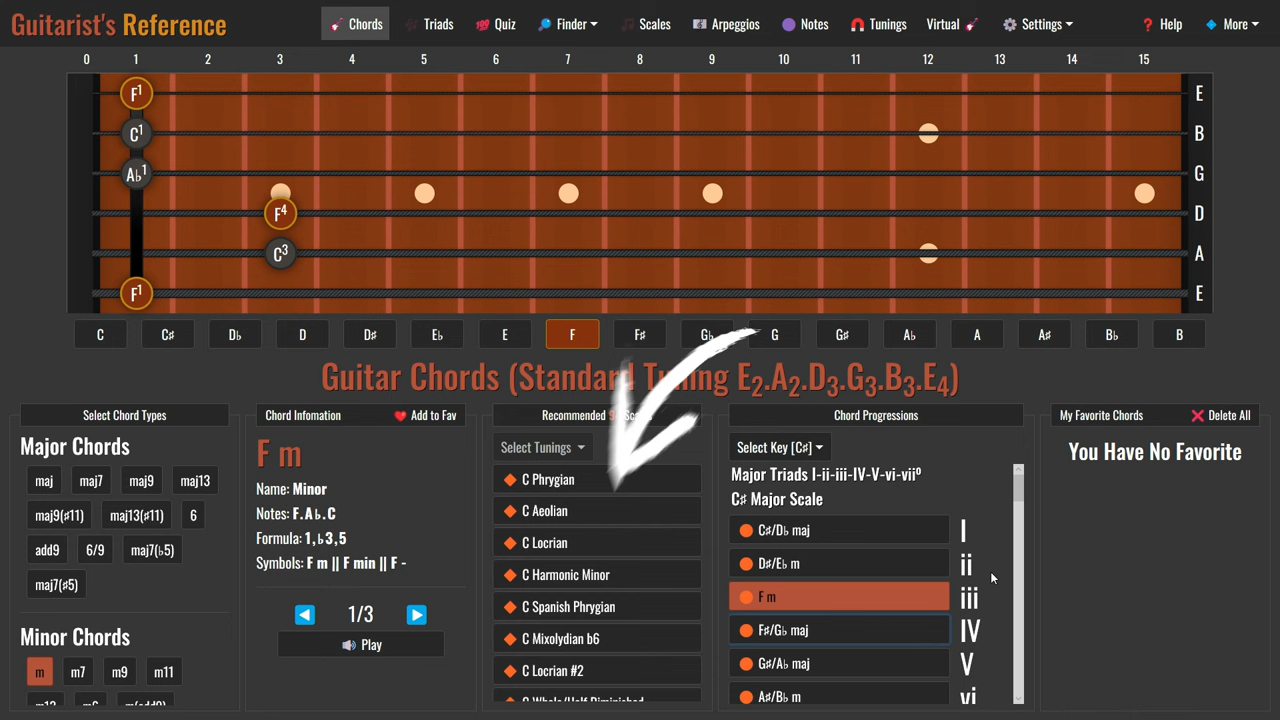 Guitarist's Reference
Chords Triads Quiz Finder Scales Arpeggios Notes Tunings Virtual Settings Help More
0 1 2 3 4 5 6 7 8 9 10 11 12 13 14 15
F1 E
C1 B
A♭1 G
F4 D
C3 A
F1 E
C C♯ D♭ D D♯ E♭ E F F♯ G♭ G G♯ A♭ A A♯ B♭ B
Guitar Chords (Standard Tuning E2.A2.D3.G3.B3.E4)
Select Chord Types
Major Chords
maj maj7 maj9 maj13
maj9(♯11) maj13(♯11) 6
add9 6/9 maj7(♭5)
maj7(♯5)
Minor Chords
m m7 m9 m11
Chord Infomation Add to Fav
F m
Name: Minor
Notes: F.A♭.C
Formula: 1,♭3,5
Symbols: F m || F min || F -
1/3
Play
Recommended
Select Tunings
C Phrygian
C Aeolian
C Locrian
C Harmonic Minor
C Spanish Phrygian
C Mixolydian b6
C Locrian #2
Chord Progressions
Select Key [C♯]
Major Triads I-ii-iii-IV-V-vi-viiº
C♯ Major Scale
C♯/D♭ maj I
D♯/E♭ m ii
F m iii
F♯/G♭ maj IV
G♯/A♭ maj V
A♯/B♭ m vi
My Favorite Chords Delete All
You Have No Favorite